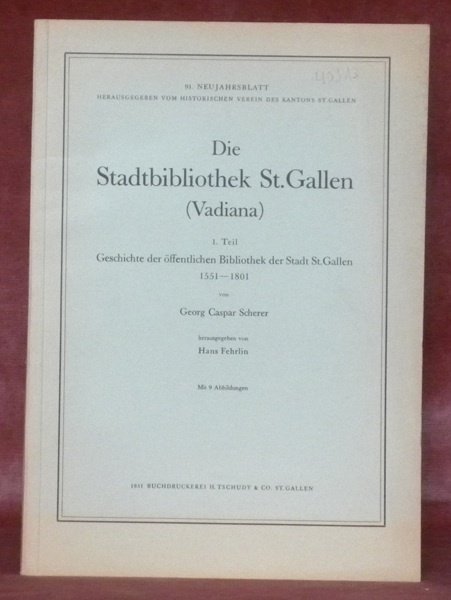 91. NEUJAHRSBLATT
HERAUSGEGEBEN VOM HISTORISCHEN VEREIN DES KANTONS ST. GALLEN
Die
Stadtbibliothek St. Gallen
(Vadiana)
1. Teil
Geschichte der öffentlichen Bibliothek der Stadt St. Gallen
1551—1801
von
Georg Caspar Scherer
herausgegeben von
Hans Fehrlin
Mit 9 Abbildungen
1951. BUCHDRUCKEREI H. TSCHUDY & CO. ST. GALLEN